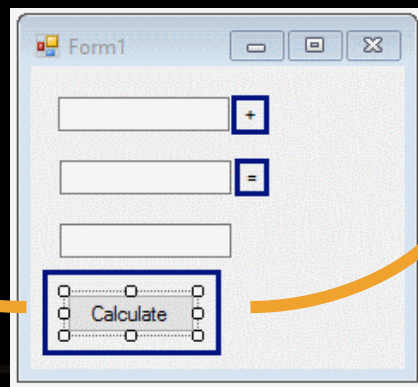 Form1
+
=
Calculate